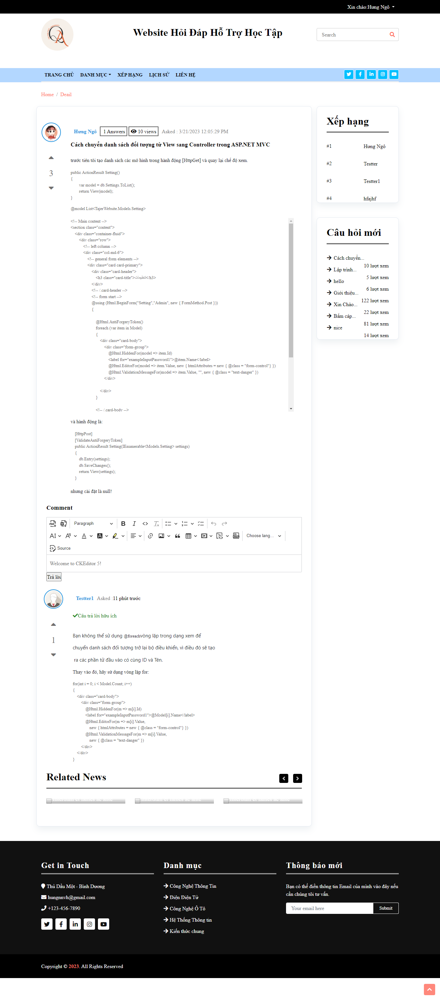 Xin chào:Hưng Ngô
QA
Website Hỏi Đáp Hỗ Trợ Học Tập
Search
TRANG CHỦ DANH MỤC XẾP HẠNG LỊCH SỬ LIÊN HỆ
Home / Deail
Hưng Ngô 1 Answers 10 views Asked : 3/21/2023 12:05:29 PM
Cách chuyển danh sách đối tượng từ View sang Controller trong ASP.NET MVC
3
trước tiên tôi tạo danh sách các mô hình trong hành động [HttpGet] và quay lại chế độ xem.
public ActionResult Setting()
{
var model = db.Settings.ToList();
return View(model);
}
@model List<TajerWebsite.Models.Setting>
<!-- Main content -->
<section class="content">
<div class="container-fluid">
<div class="row">
<!-- left column -->
<div class="col-md-6">
<!-- general form elements -->
<div class="card card-primary">
<div class="card-header">
<h3 class="card-title">تنظیمات</h3>
</div>
<!-- /.card-header -->
<!-- form start -->
@using (Html.BeginForm("Setting","Admin", new { FormMethod.Post }))
{
@Html.AntiForgeryToken()
foreach (var item in Model)
{
<div class="card-body">
<div class="form-group">
@Html.HiddenFor(model => item.Id)
<label for="exampleInputPassword1">@item.Name</label>
@Html.EditorFor(model => item.Value, new { htmlAttributes = new { @class = "form-control"} })
@Html.ValidationMessageFor(model => item.Value, "", new { @class = "text-danger" })
</div>
</div>
}
<!-- /.card-body -->
và hành động là:
[HttpPost]
[ValidateAntiForgeryToken]
public ActionResult Setting(IEnumerable<Models.Setting> settings)
{
db.Entry(settings);
db.SaveChanges();
return View(settings);
}
nhưng cài đặt là null!
Comment
Paragraph
Choose lang...
Source
Welcome to CKEditor 5!
Trả lời
Testter1 Asked :11 phút trước
Câu trả lời hữu ích
1
Bạn không thể sử dụng @foreachvòng lặp trong dạng xem để
chuyển danh sách đối tượng trở lại bộ điều khiển, vì điều đó sẽ tạo
ra các phần tử đầu vào có cùng ID và Tên.
Thay vào đó, hãy sử dụng vòng lặp for:
for(int i = 0; i < Model.Count; i++)
{
<div class="card-body">
<div class="form-group">
@Html.HiddenFor(m => m[i].Id)
<label for="exampleInputPassword1">@Model[i].Name</label>
@Html.EditorFor(m => m[i].Value,
new { htmlAttributes = new { @class = "form-control"} })
@Html.ValidationMessageFor(m => m[i].Value,
new { @class = "text-danger" })
</div>
</div>
}
Related News
Interdum et fames ac ante Interdum et fames ac ante Interdum et fames ac ante
Xếp hạng
#1 Hưng Ngô
#2 Testter
#3 Testter1
#4 hfajhf
Câu hỏi mới
Cách chuyển...
10 lượt xem
Lập trình...
5 lượt xem
hello
6 lượt xem
Giới thiệu...
122 lượt xem
Xin Chào...
22 lượt xem
Bấm cáp...
81 lượt xem
nice
14 lượt xem
Get in Touch
Thủ Dầu Một - Bình Dương
hungnnvh@gmail.com
+123-456-7890
Danh mục
Công Nghệ Thông Tin
Điện Điện Tử
Công Nghệ Ô Tô
Hệ Thống Thông tin
Kiến thức chung
Thông báo mới
Bạn có thể điền thông tin Email của mình vào đây nếu
cần chúng tôi tư vấn.
Your email here Submit
Copyright © 2023. All Rights Reserved